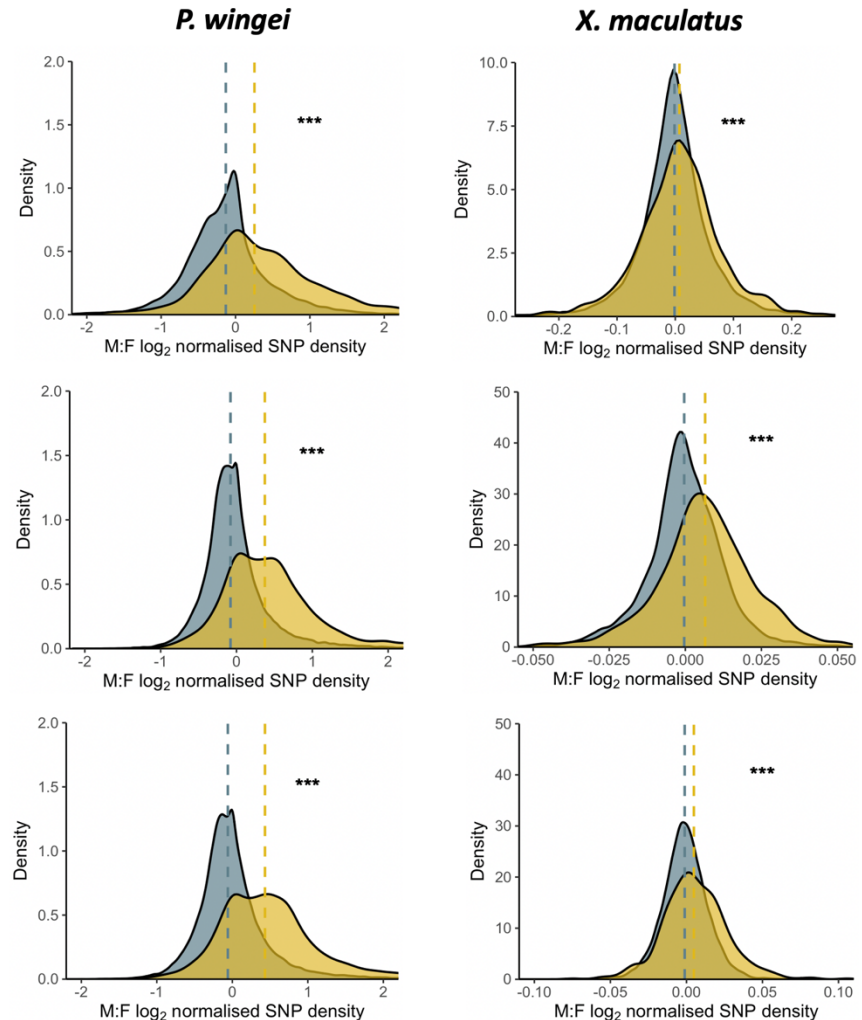 P. wingei
X. maculatus
2.0
1.5
1.0
0.5
0.0
Density
***
-2 -1 0 1 2
M:F log₂ normalised SNP density
10.0
7.5
5.0
2.5
0.0
Density
***
-0.2 -0.1 0.0 0.1 0.2
M:F log₂ normalised SNP density
2.0
1.5
1.0
0.5
0.0
Density
***
-2 -1 0 1 2
M:F log₂ normalised SNP density
50
40
30
20
10
0
Density
***
-0.050 -0.025 0.000 0.025 0.050
M:F log₂ normalised SNP density
2.0
1.5
1.0
0.5
0.0
Density
***
-2 -1 0 1 2
M:F log₂ normalised SNP density
50
40
30
20
10
0
Density
***
-0.10 -0.05 0.00 0.05 0.10
M:F log₂ normalised SNP density